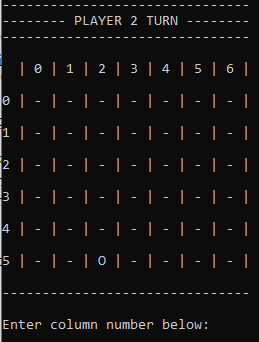 -------------------------------
-------- PLAYER 2 TURN --------
-------------------------------
| 0 | 1 | 2 | 3 | 4 | 5 | 6 |
0 | - | - | - | - | - | - | - |
1 | - | - | - | - | - | - | - |
2 | - | - | - | - | - | - | - |
3 | - | - | - | - | - | - | - |
4 | - | - | - | - | - | - | - |
5 | - | - | O | - | - | - | - |
-------------------------------
Enter column number below: